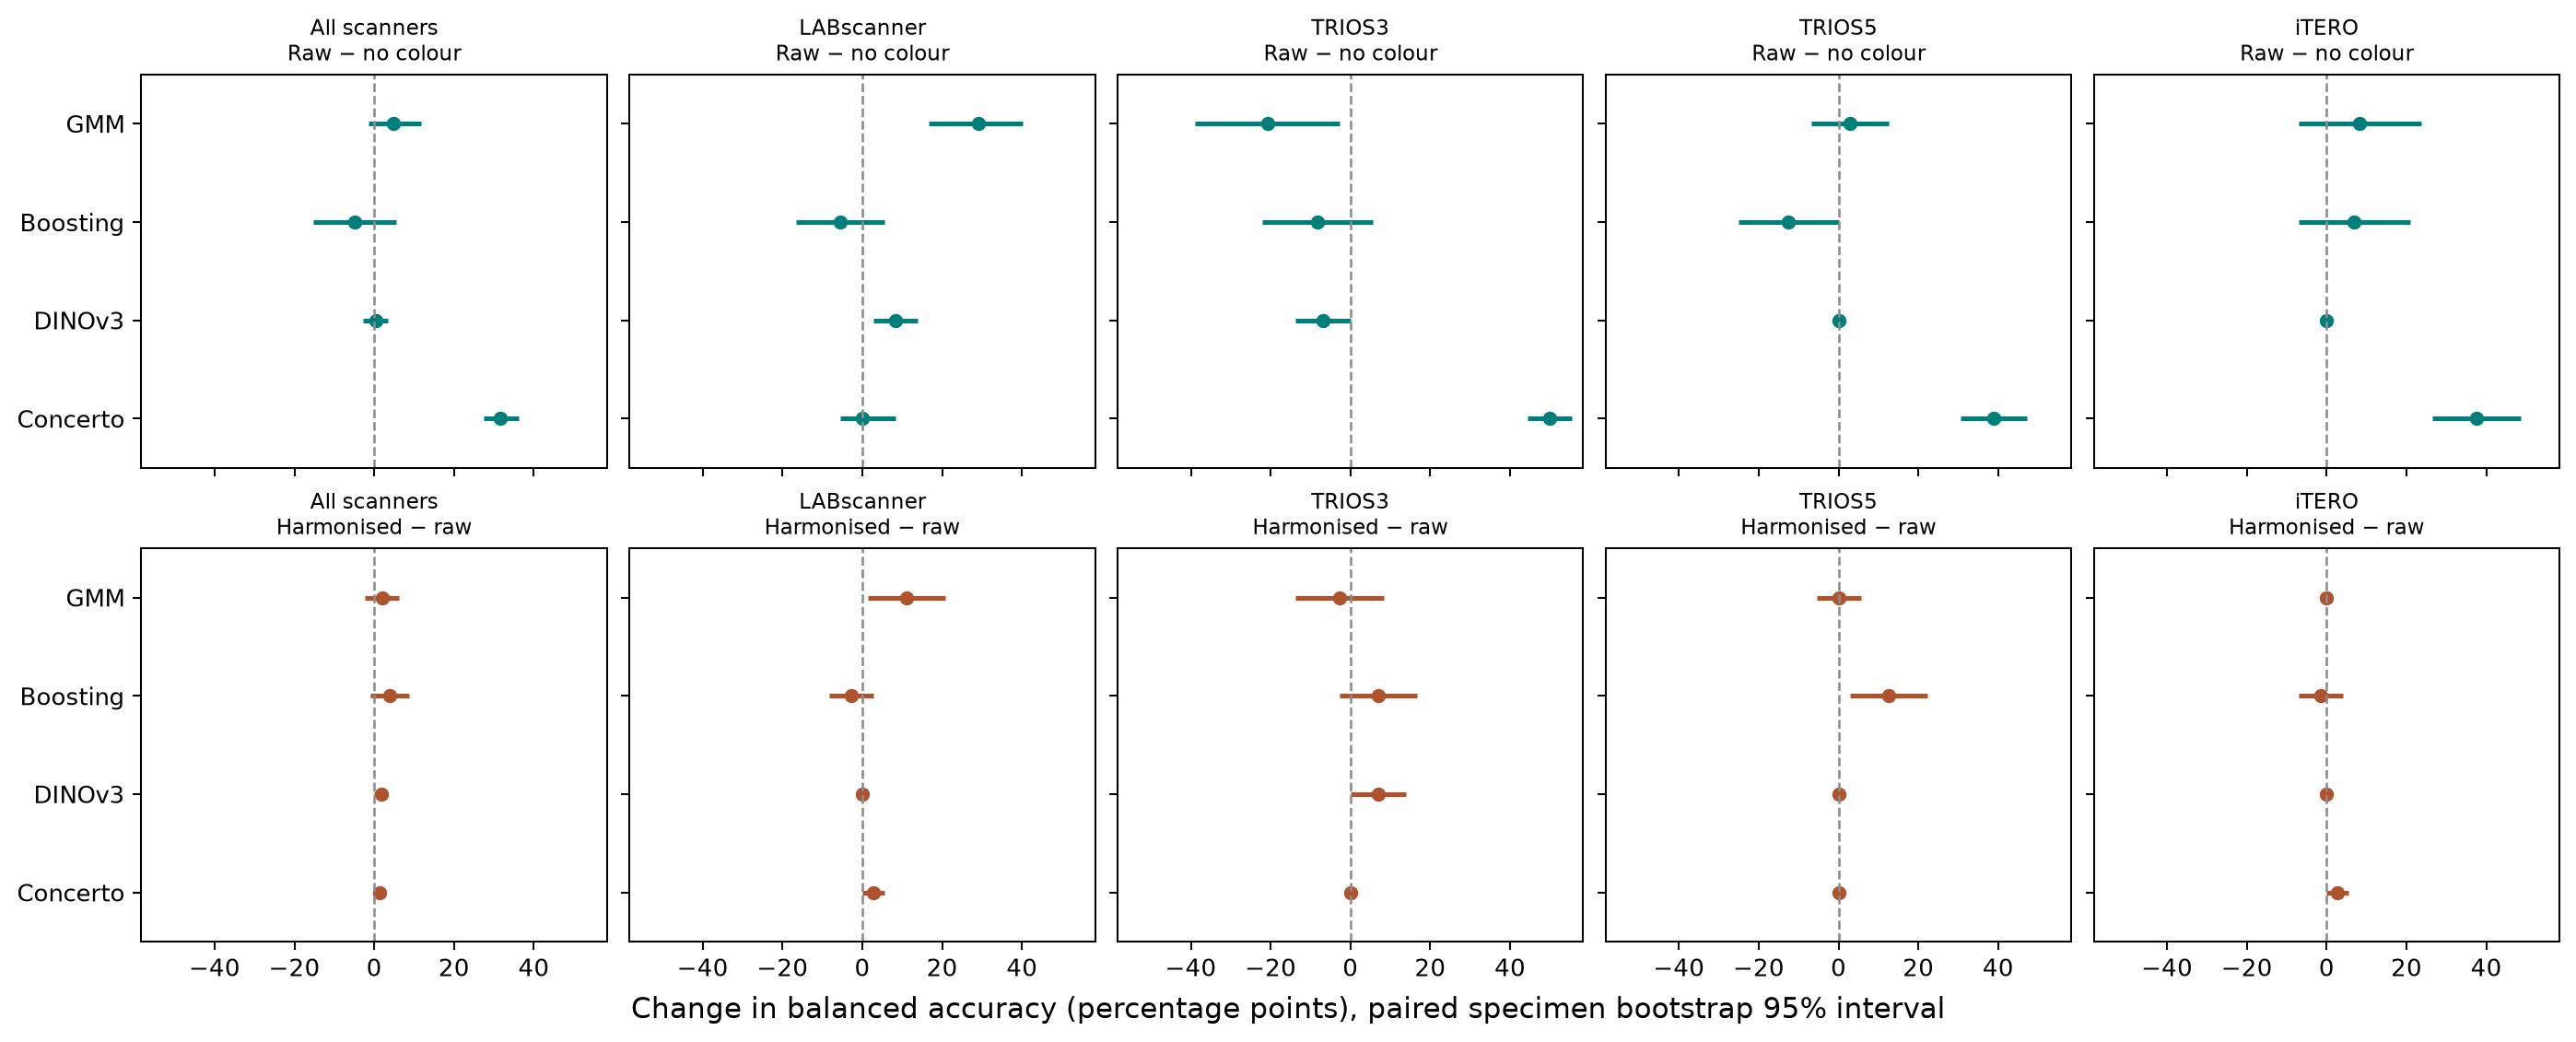 All scanners
Raw − no colour
LABscanner
Raw − no colour
TRIOS3
Raw − no colour
TRIOS5
Raw − no colour
iTERO
Raw − no colour
GMM
Boosting
DINOv3
Concerto
All scanners
Harmonised − raw
LABscanner
Harmonised − raw
TRIOS3
Harmonised − raw
TRIOS5
Harmonised − raw
iTERO
Harmonised − raw
GMM
Boosting
DINOv3
Concerto
−40 −20 0 20 40
−40 −20 0 20 40
−40 −20 0 20 40
−40 −20 0 20 40
−40 −20 0 20 40
Change in balanced accuracy (percentage points), paired specimen bootstrap 95% interval